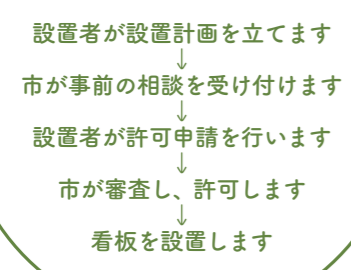 設置者が設置計画を立てます
↓
市が事前の相談を受け付けます
↓
設置者が許可申請を行います
↓
市が審査し、許可します
↓
看板を設置します